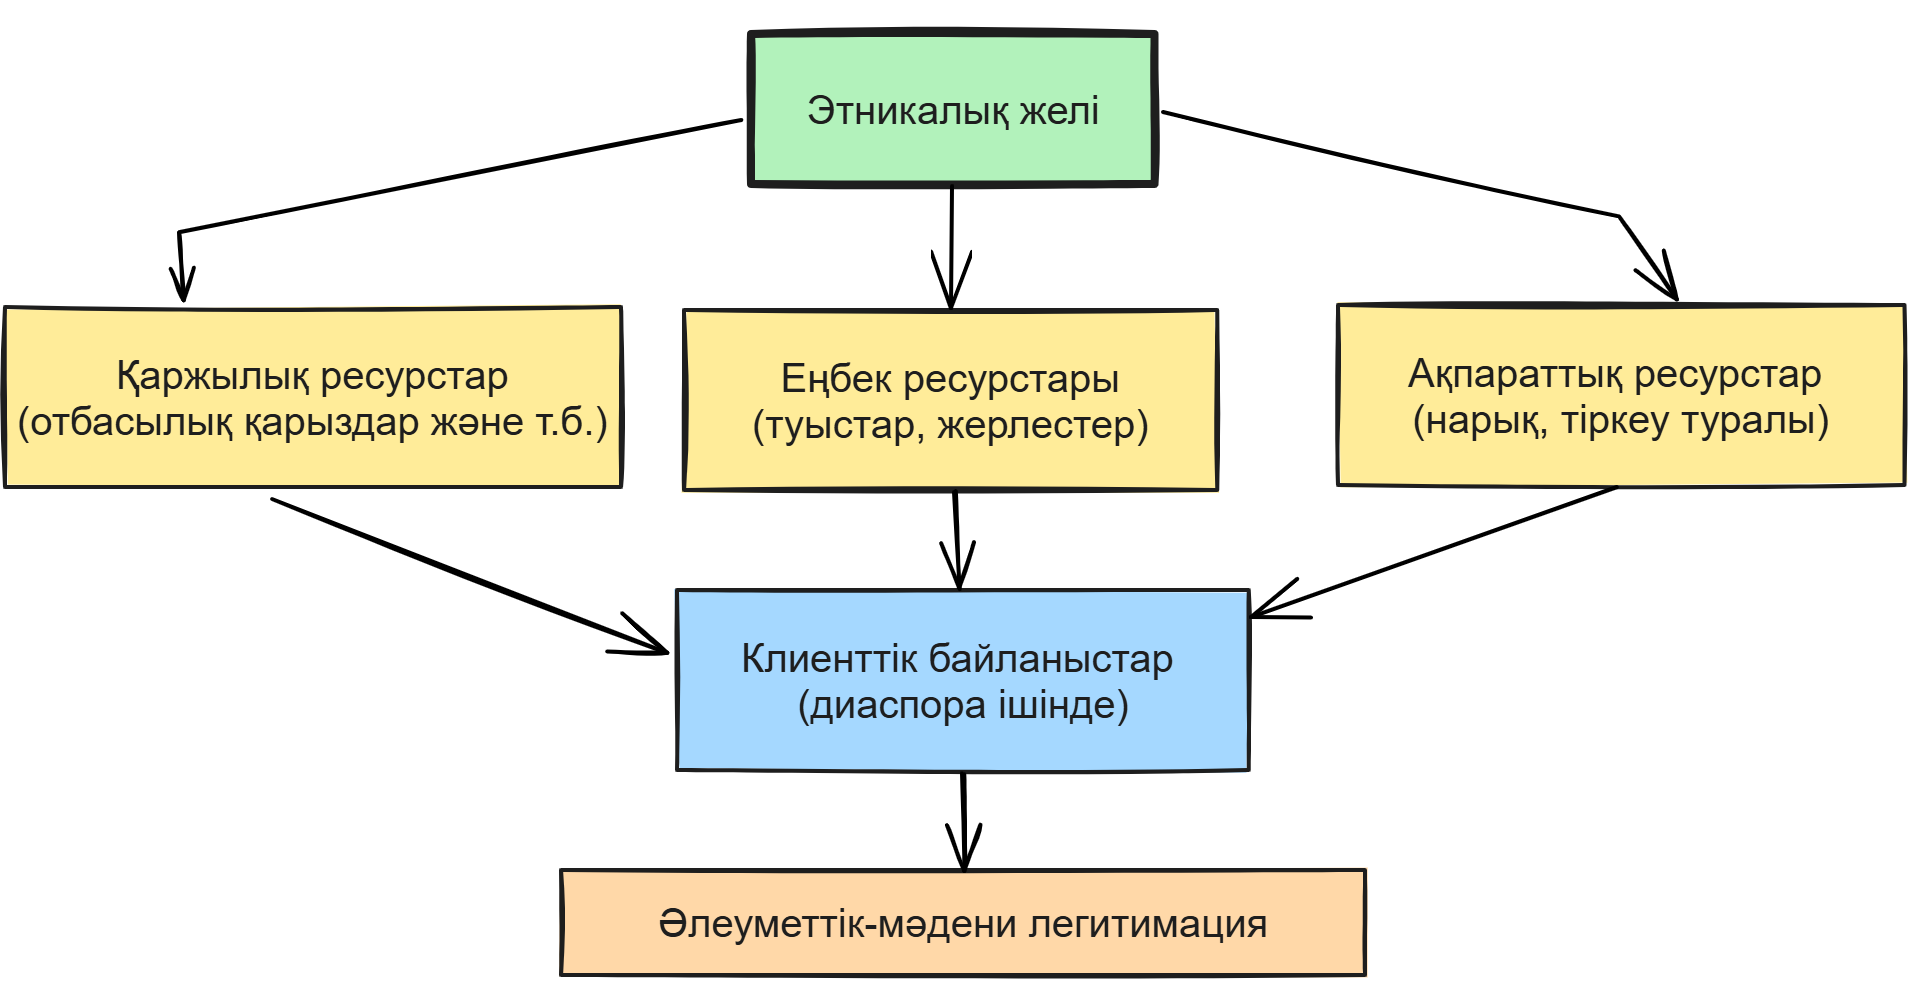 Этникалық желі
Қаржылық ресурстар
(отбасылық қарыздар және т.б.)
Еңбек ресурстары
(туыстар, жерлестер)
Ақпараттық ресурстар
(нарық, тіркеу туралы)
Клиенттік байланыстар
(диаспора ішінде)
Әлеуметтік-мәдени легитимация